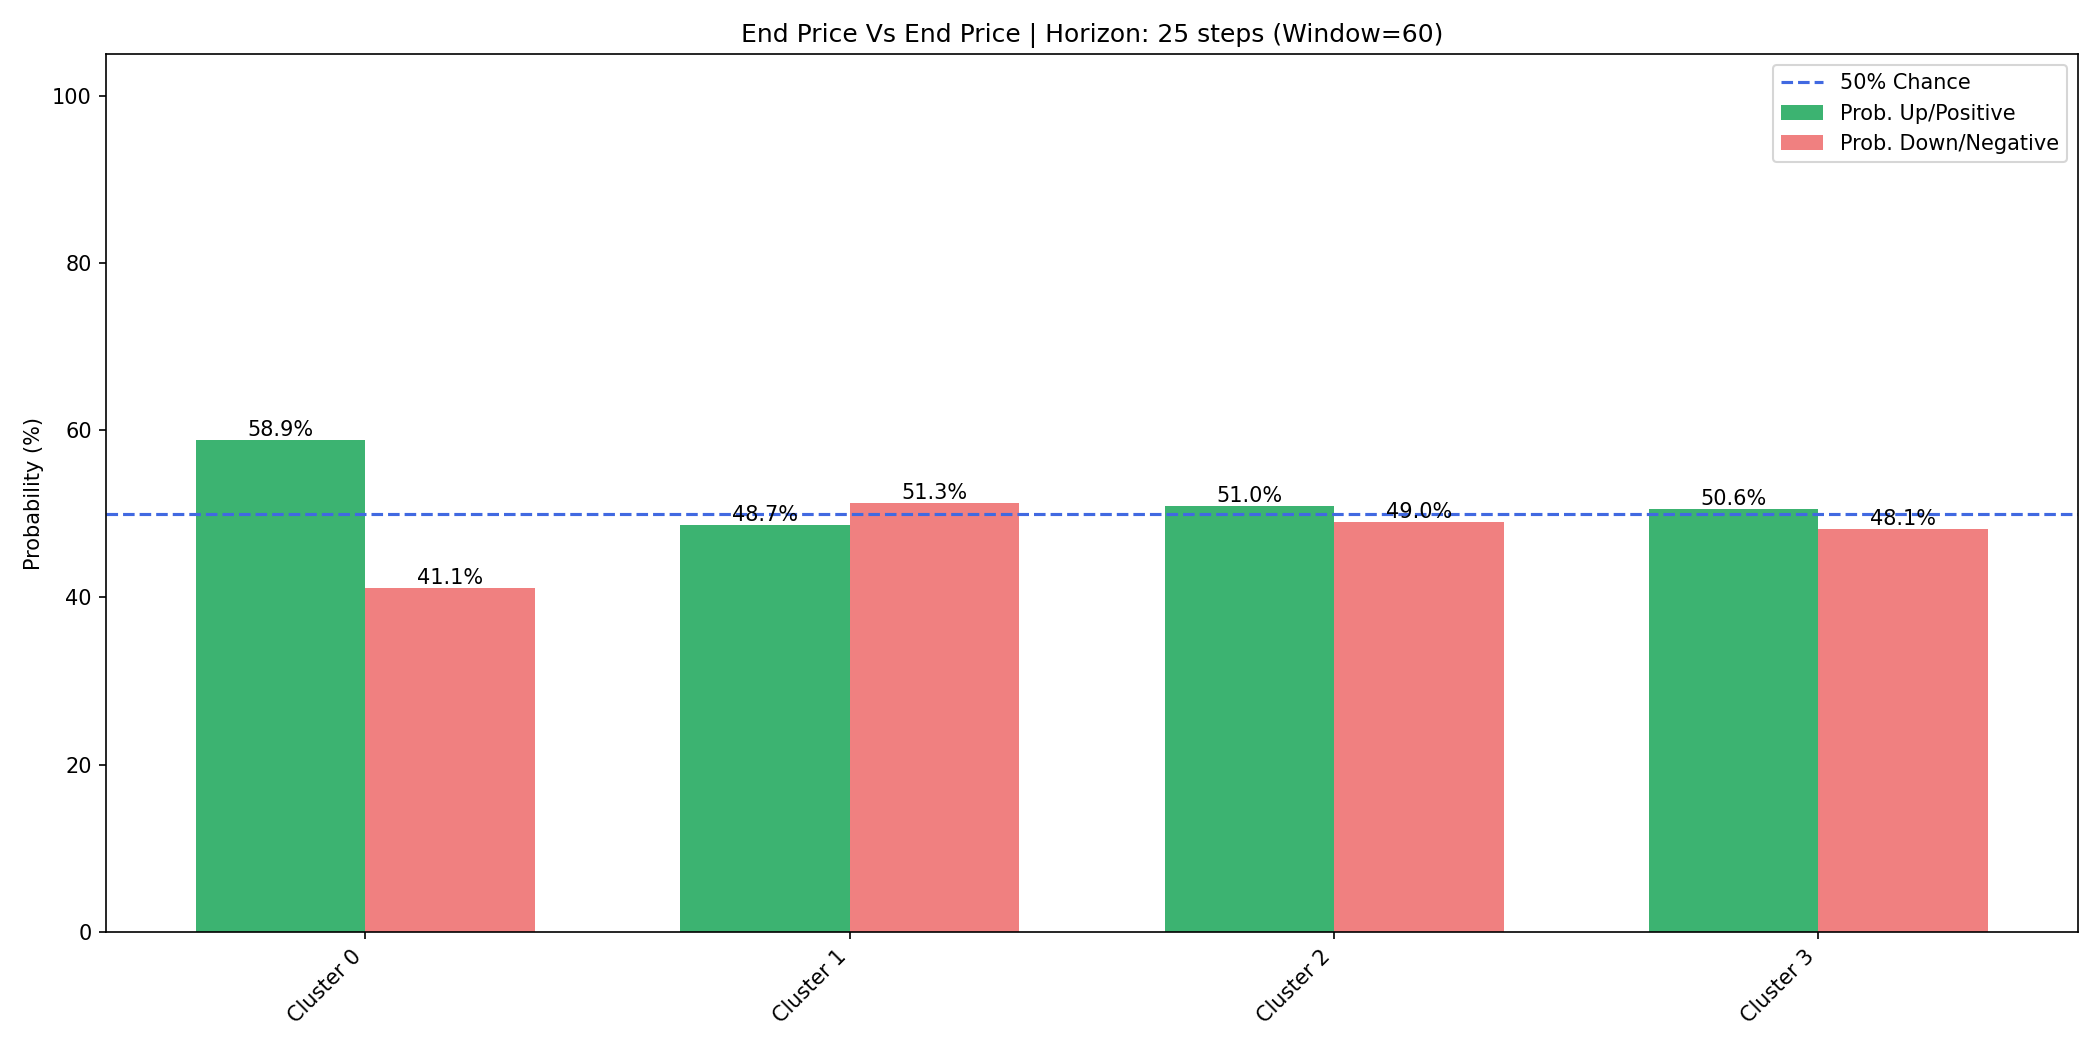 End Price Vs End Price | Horizon: 25 steps (Window=60)
50% Chance
Prob. Up/Positive
Prob. Down/Negative
Probability (%)
100
80
60
40
20
0
58.9%
41.1%
48.7%
51.3%
51.0%
49.0%
50.6%
48.1%
Cluster 0
Cluster 1
Cluster 2
Cluster 3